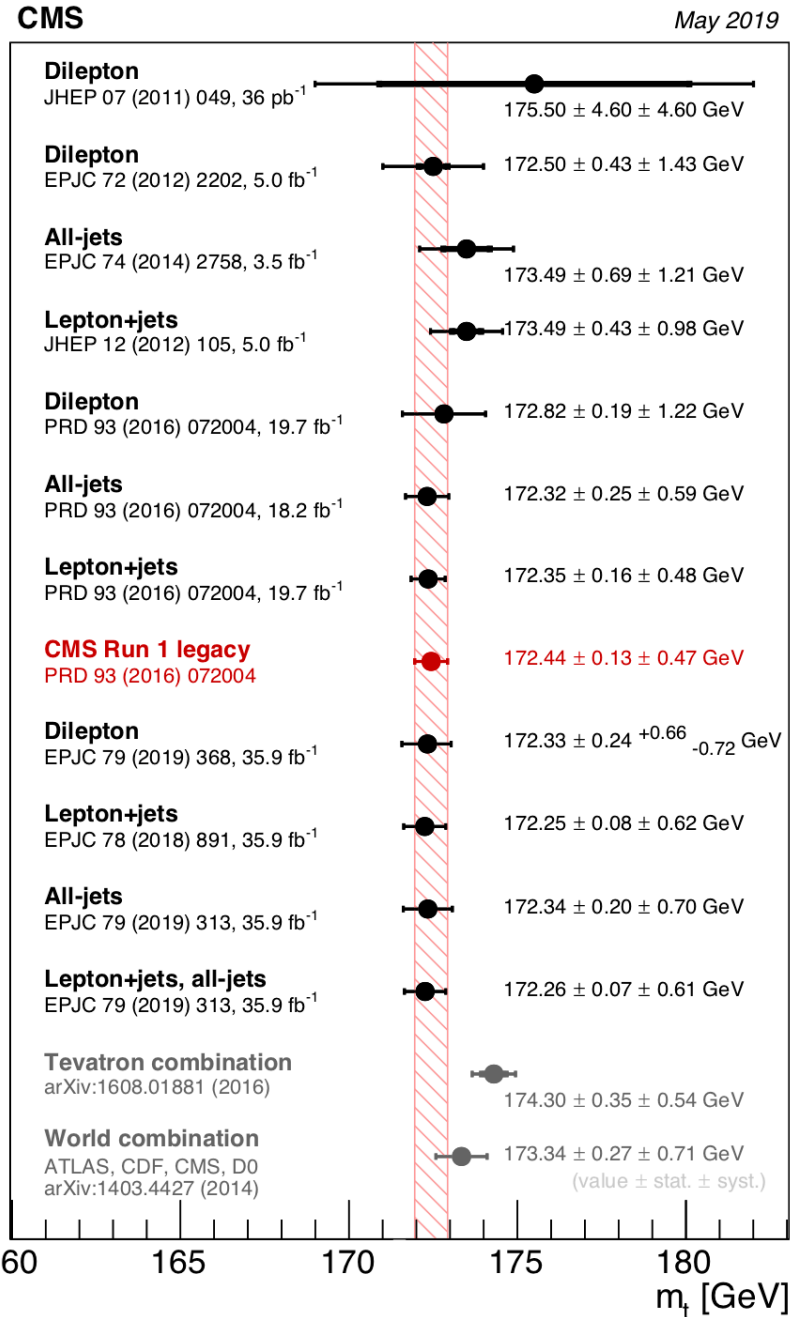 CMS May 2019
Dilepton
JHEP 07 (2011) 049, 36 pb⁻¹
175.50 ± 4.60 ± 4.60 GeV
Dilepton
EPJC 72 (2012) 2202, 5.0 fb⁻¹
172.50 ± 0.43 ± 1.43 GeV
All-jets
EPJC 74 (2014) 2758, 3.5 fb⁻¹
173.49 ± 0.69 ± 1.21 GeV
Lepton+jets
JHEP 12 (2012) 105, 5.0 fb⁻¹
173.49 ± 0.43 ± 0.98 GeV
Dilepton
PRD 93 (2016) 072004, 19.7 fb⁻¹
172.82 ± 0.19 ± 1.22 GeV
All-jets
PRD 93 (2016) 072004, 18.2 fb⁻¹
172.32 ± 0.25 ± 0.59 GeV
Lepton+jets
PRD 93 (2016) 072004, 19.7 fb⁻¹
172.35 ± 0.16 ± 0.48 GeV
CMS Run 1 legacy
PRD 93 (2016) 072004
172.44 ± 0.13 ± 0.47 GeV
Dilepton
EPJC 79 (2019) 368, 35.9 fb⁻¹
172.33 ± 0.24 +0.66 -0.72 GeV
Lepton+jets
EPJC 78 (2018) 891, 35.9 fb⁻¹
172.25 ± 0.08 ± 0.62 GeV
All-jets
EPJC 79 (2019) 313, 35.9 fb⁻¹
172.34 ± 0.20 ± 0.70 GeV
Lepton+jets, all-jets
EPJC 79 (2019) 313, 35.9 fb⁻¹
172.26 ± 0.07 ± 0.61 GeV
Tevatron combination
arXiv:1608.01881 (2016)
174.30 ± 0.35 ± 0.54 GeV
World combination
ATLAS, CDF, CMS, D0
arXiv:1403.4427 (2014)
173.34 ± 0.27 ± 0.71 GeV
(value ± stat. ± syst.)
60 165 170 175 180
mₜ [GeV]